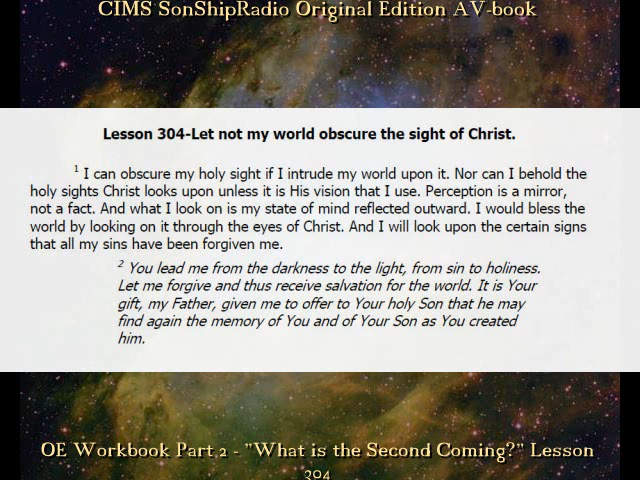 CIMS SonShipRadio Original Edition AV-book
Lesson 304-Let not my world obscure the sight of Christ.
1 I can obscure my holy sight if I intrude my world upon it. Nor can I behold the
holy sights Christ looks upon unless it is His vision that I use. Perception is a mirror,
not a fact. And what I look on is my state of mind reflected outward. I would bless the
world by looking on it through the eyes of Christ. And I will look upon the certain signs
that all my sins have been forgiven me.
2 You lead me from the darkness to the light, from sin to holiness.
Let me forgive and thus receive salvation for the world. It is Your
gift, my Father, given me to offer to Your holy Son that he may
find again the memory of You and of Your Son as You created
him.
OE Workbook Part 2 - "What is the Second Coming?" Lesson
304